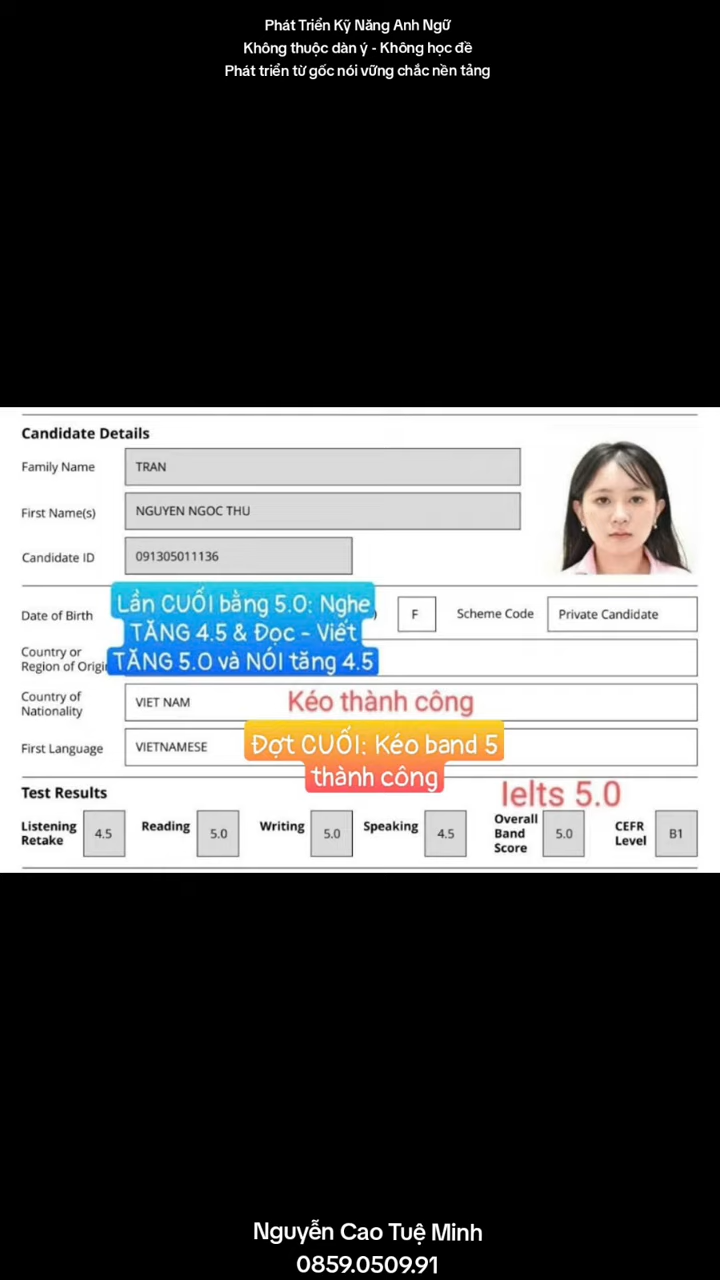 Phát Triển Kỹ Năng Anh Ngữ
Không thuộc dàn ý - Không học đề
Phát triển từ gốc nói vững chắc nền tảng
Candidate Details
Family Name TRAN
First Name(s) NGUYEN NGOC THU
Candidate ID 091305011136
Date of Birth
F Scheme Code Private Candidate
Lần CUỐI bằng 5.0: Nghe
TĂNG 4.5 & Đọc - Viết
TĂNG 5.0 và NÓI tăng 4.5
Country or
Region of Origi
Country of
Nationality
VIET NAM
Kéo thành công
First Language VIETNAMESE
Đợt CUỐI: Kéo band 5
thành công
Test Results
Ielts 5.0
Listening
Retake
4.5
Reading 5.0
Writing 5.0
Speaking 4.5
Overall
Band
Score
5.0
CEFR
Level
B1
Nguyễn Cao Tuệ Minh
0859.0509.91